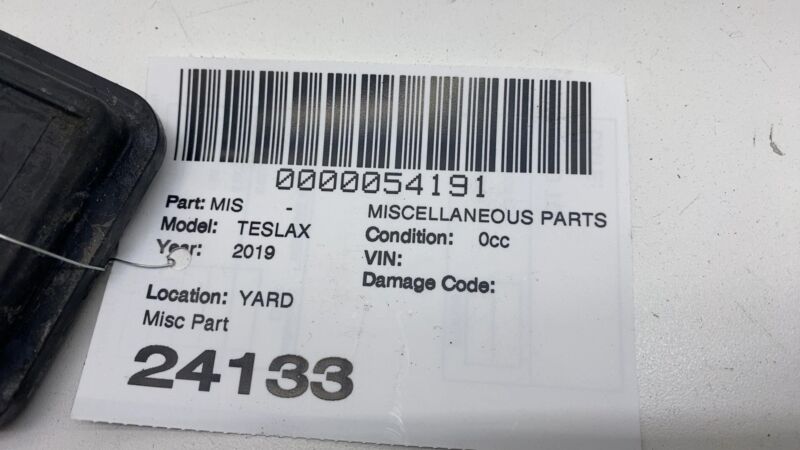 0000054191
Part: MIS - MISCELLANEOUS PARTS
Model: TESLAX Condition: 0cc
Year: 2019 VIN:
Damage Code:
Location: YARD
Misc Part
24133